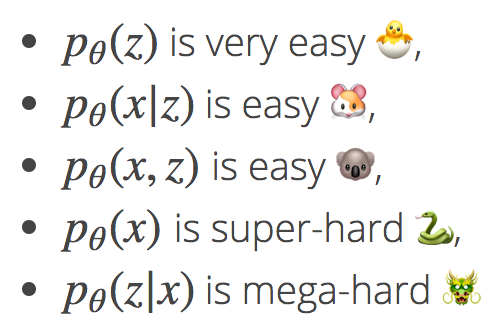 • pθ(z) is very easy 🐣,
• pθ(x|z) is easy 🐹,
• pθ(x, z) is easy 🐨,
• pθ(x) is super-hard 🐍,
• pθ(z|x) is mega-hard 🐲